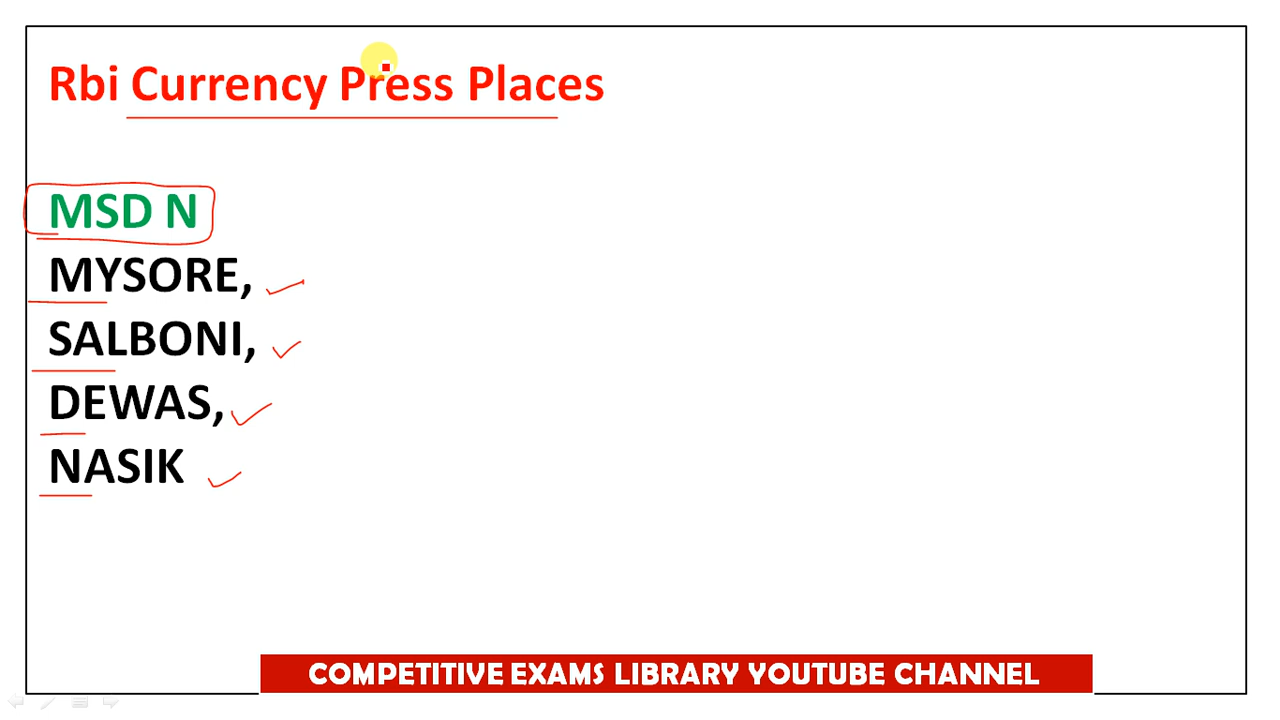 Rbi Currency Press Places
MSD N
MYSORE,
SALBONI,
DEWAS,
NASIK
COMPETITIVE EXAMS LIBRARY YOUTUBE CHANNEL